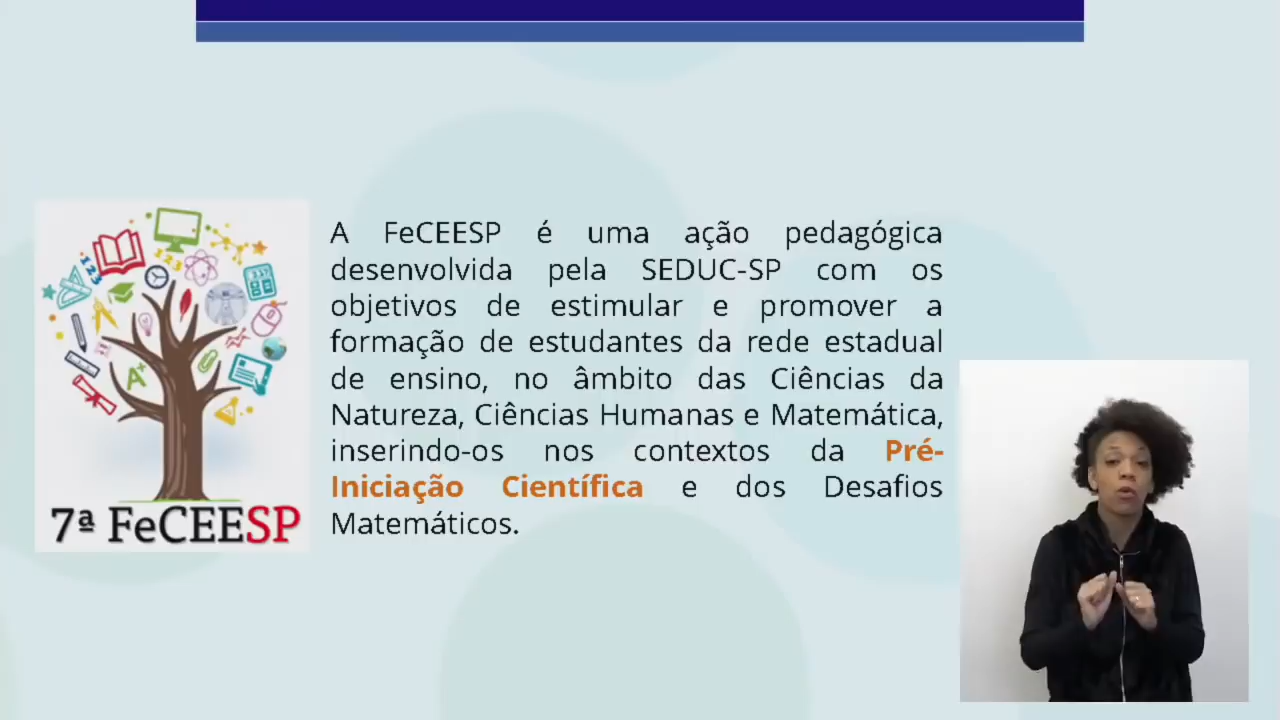 A FeCEESP é uma ação pedagógica
desenvolvida pela SEDUC-SP com os
objetivos de estimular e promover a
formação de estudantes da rede estadual
de ensino, no âmbito das Ciências da
Natureza, Ciências Humanas e Matemática,
inserindo-os nos contextos da Pré-
Iniciação Científica e dos Desafios
Matemáticos.
123
123
A+
7ª FeCEESP